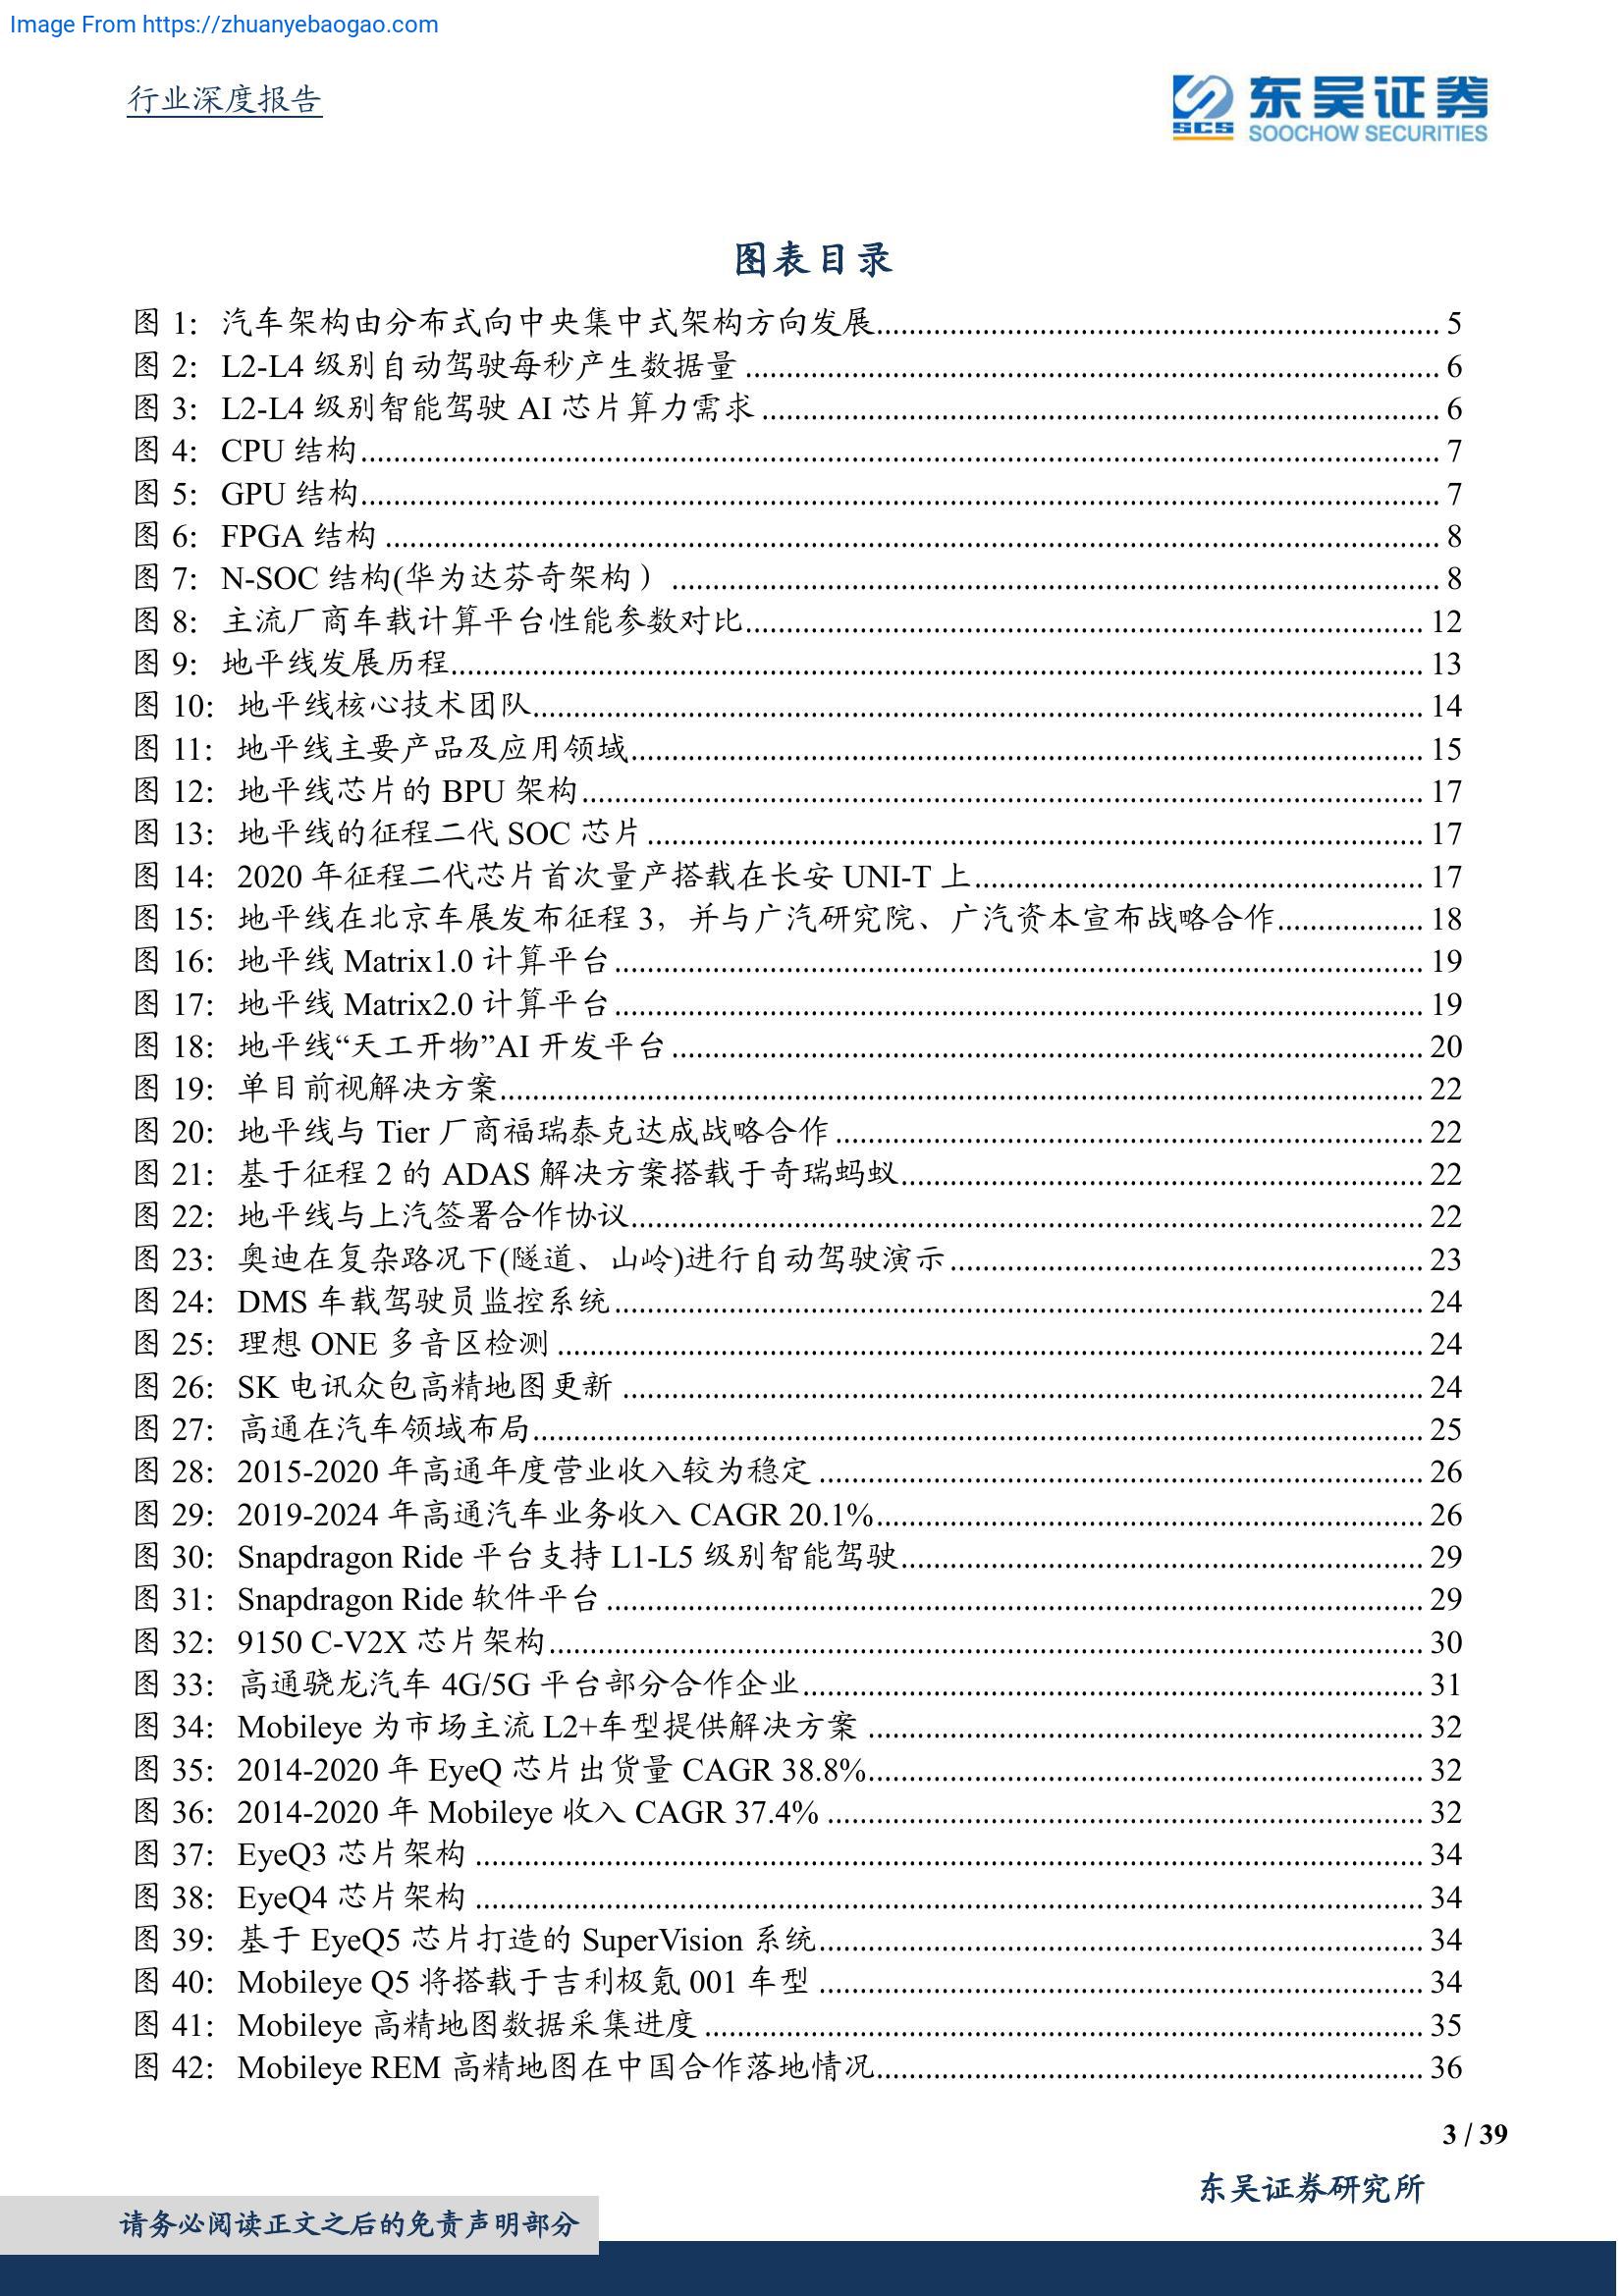 Image From https://zhuanyebaogao.com
行业深度报告
东吴证券
SCS
SOOCHOW SECURITIES
图表目录
图 1: 汽车架构由分布式向中央集中式架构方向发展 5
图 2: L2-L4 级别自动驾驶每秒产生数据量 6
图 3: L2-L4 级别智能驾驶 AI 芯片算力需求 6
图 4: CPU 结构 7
图 5: GPU 结构 7
图 6: FPGA 结构 8
图 7: N-SOC 结构(华为达芬奇架构） 8
图 8: 主流厂商车载计算平台性能参数对比 12
图 9: 地平线发展历程 13
图 10: 地平线核心技术团队 14
图 11: 地平线主要产品及应用领域 15
图 12: 地平线芯片的 BPU 架构 17
图 13: 地平线的征程二代 SOC 芯片 17
图 14: 2020 年征程二代芯片首次量产搭载在长安 UNI-T 上 17
图 15: 地平线在北京车展发布征程 3，并与广汽研究院、广汽资本宣布战略合作 18
图 16: 地平线 Matrix1.0 计算平台 19
图 17: 地平线 Matrix2.0 计算平台 19
图 18: 地平线“天工开物”AI 开发平台 20
图 19: 单目前视解决方案 22
图 20: 地平线与 Tier 厂商福瑞泰克达成战略合作 22
图 21: 基于征程 2 的 ADAS 解决方案搭载于奇瑞蚂蚁 22
图 22: 地平线与上汽签署合作协议 22
图 23: 奥迪在复杂路况下(隧道、山岭)进行自动驾驶演示 23
图 24: DMS 车载驾驶员监控系统 24
图 25: 理想 ONE 多音区检测 24
图 26: SK 电讯众包高精地图更新 24
图 27: 高通在汽车领域布局 25
图 28: 2015-2020 年高通年度营业收入较为稳定 26
图 29: 2019-2024 年高通汽车业务收入 CAGR 20.1% 26
图 30: Snapdragon Ride 平台支持 L1-L5 级别智能驾驶 29
图 31: Snapdragon Ride 软件平台 29
图 32: 9150 C-V2X 芯片架构 30
图 33: 高通骁龙汽车 4G/5G 平台部分合作企业 31
图 34: Mobileye 为市场主流 L2+车型提供解决方案 32
图 35: 2014-2020 年 EyeQ 芯片出货量 CAGR 38.8% 32
图 36: 2014-2020 年 Mobileye 收入 CAGR 37.4% 32
图 37: EyeQ3 芯片架构 34
图 38: EyeQ4 芯片架构 34
图 39: 基于 EyeQ5 芯片打造的 SuperVision 系统 34
图 40: Mobileye Q5 将搭载于吉利极氪 001 车型 34
图 41: Mobileye 高精地图数据采集进度 35
图 42: Mobileye REM 高精地图在中国合作落地情况 36
3 / 39
东吴证券研究所
请务必阅读正文之后的免责声明部分